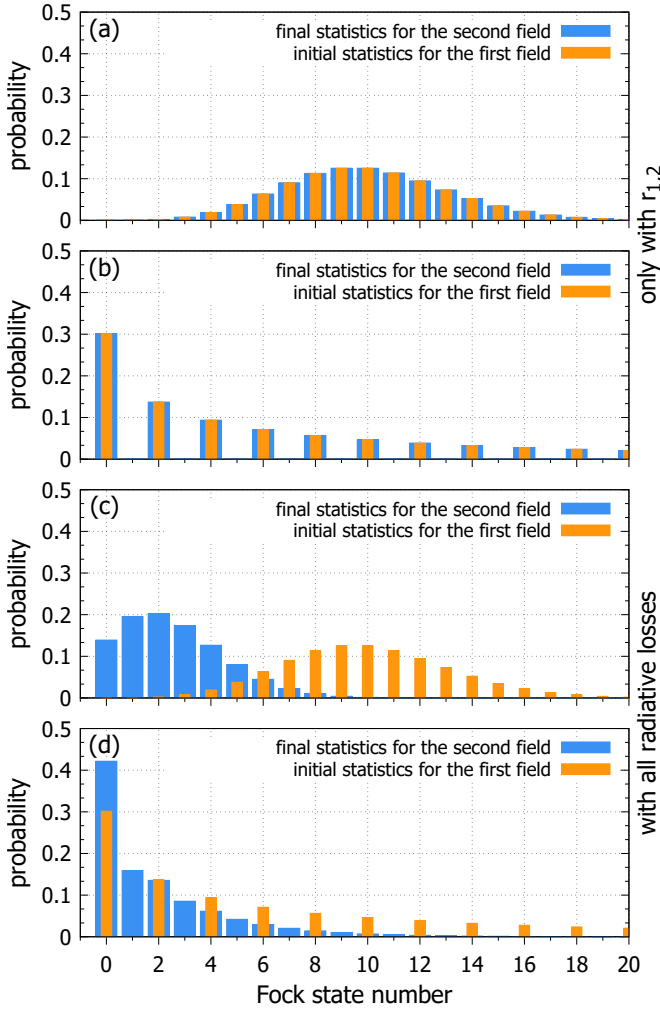 0.5
(a)
final statistics for the second field
initial statistics for the first field
0.4
0.3
0.2
0.1
0
probability
0.5
(b)
final statistics for the second field
initial statistics for the first field
0.4
0.3
0.2
0.1
0
probability
only with r1,2
0.5
(c)
final statistics for the second field
initial statistics for the first field
0.4
0.3
0.2
0.1
0
probability
0.5
(d)
final statistics for the second field
initial statistics for the first field
0.4
0.3
0.2
0.1
0
probability
with all radiative losses
0 2 4 6 8 10 12 14 16 18 20
Fock state number